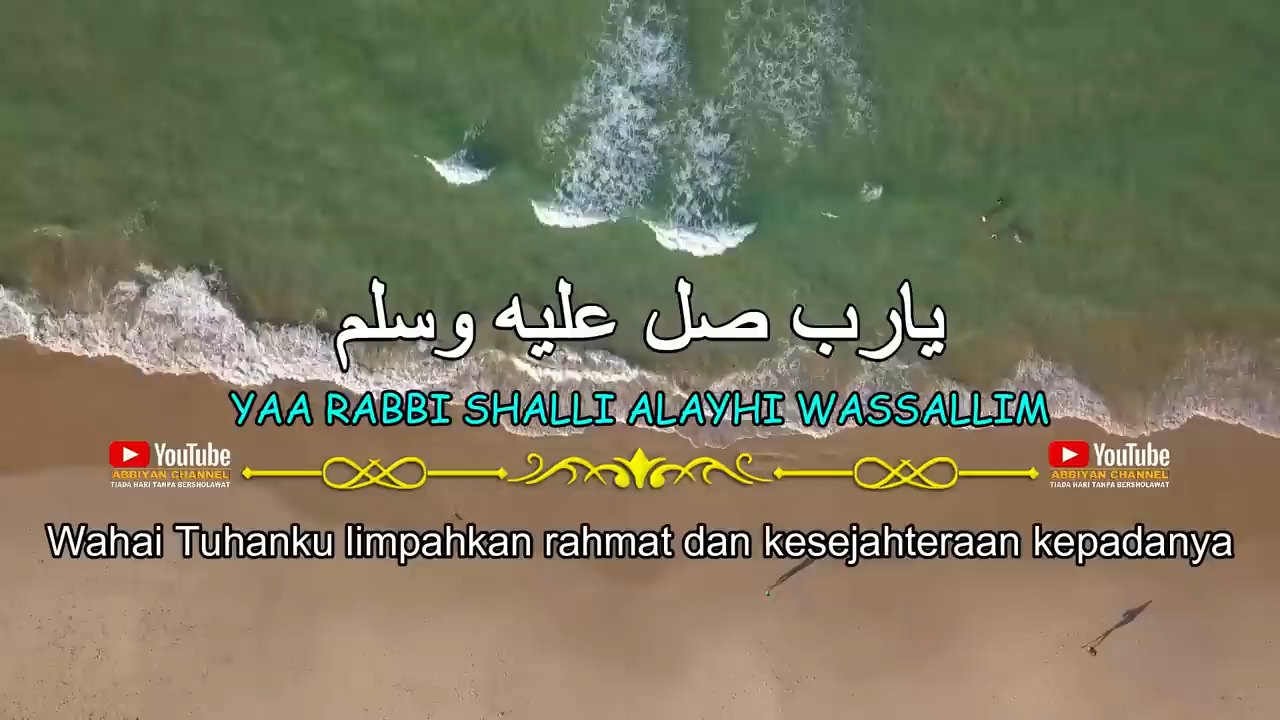 يارب صل عليه وسلم
YAA RABBI SHALLI ALAYHI WASSALLIM
YouTube
ABBIYAN CHANNEL
TIADA HARI TANPA BERSHOLAWAT
YouTube
ABBIYAN CHANNEL
TIADA HARI TANPA BERSHOLAWAT
Wahai Tuhanku limpahkan rahmat dan kesejahteraan kepadanya